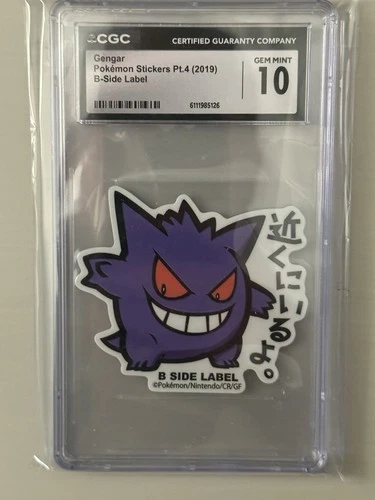 CGC
CERTIFIED GUARANTY COMPANY
Gengar
Pokémon Stickers Pt.4 (2019)
B-Side Label
GEM MINT
10
6111985126
近くにいるよ。
B SIDE LABEL
©Pokémon/Nintendo/CR/GF